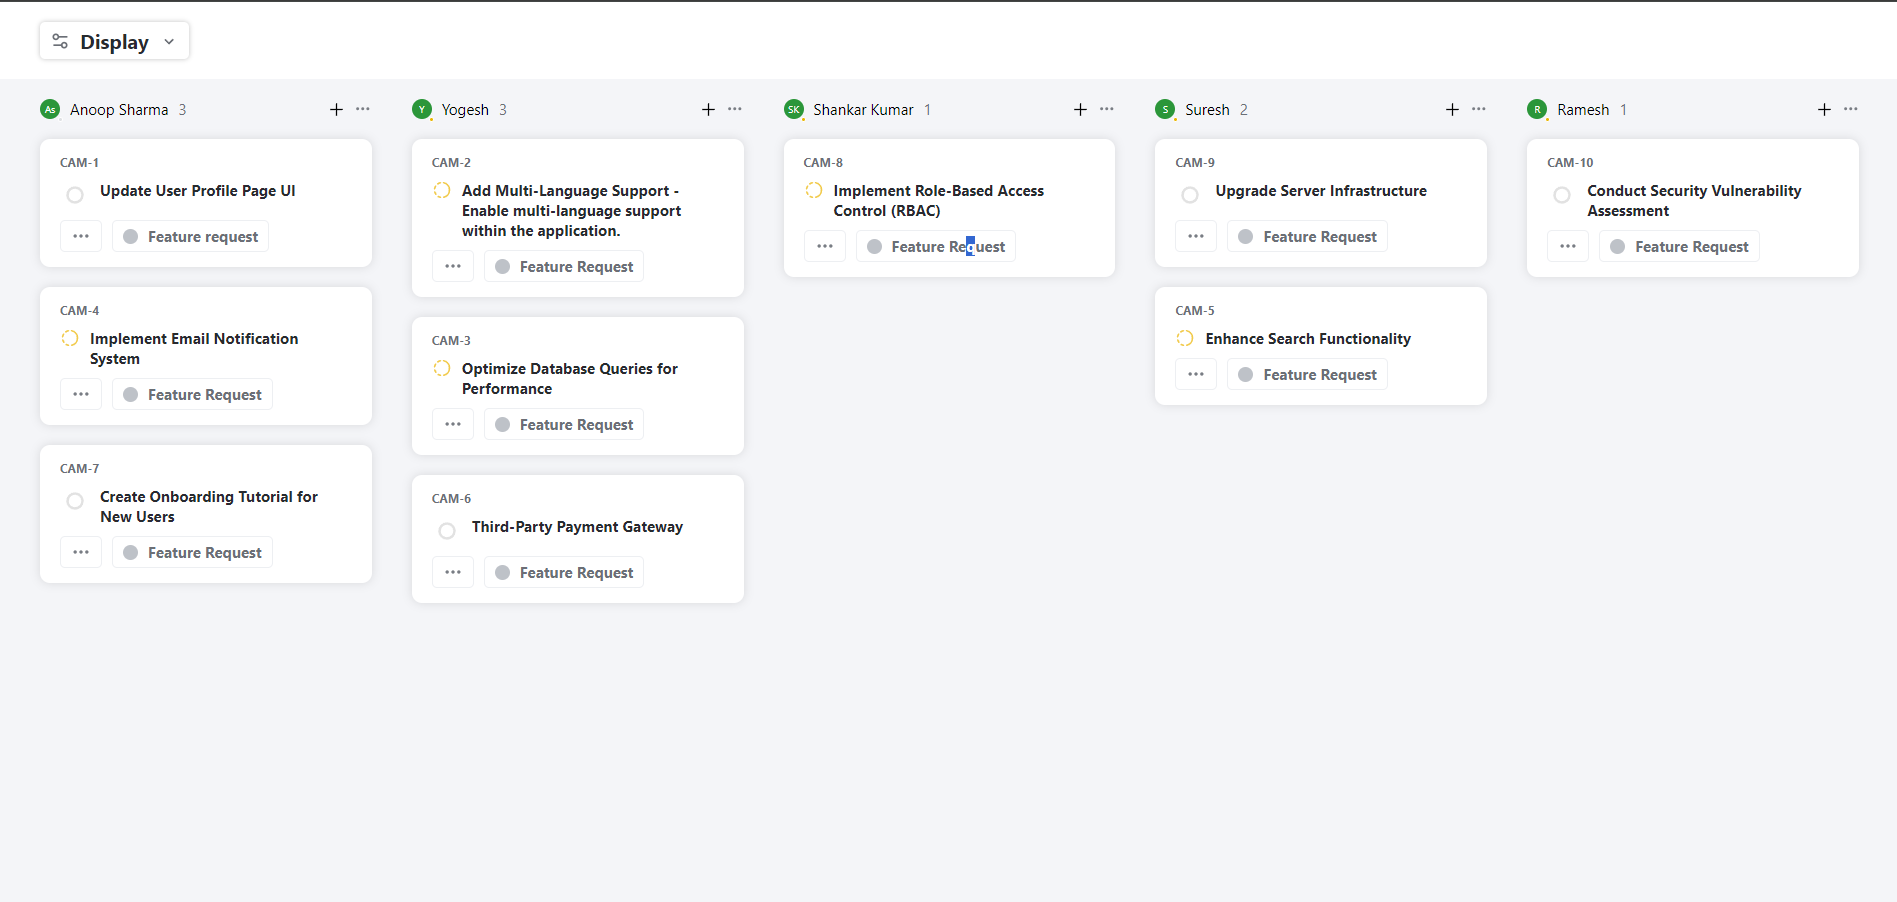 Display
As Anoop Sharma 3
CAM-1
Update User Profile Page UI
Feature request
CAM-4
Implement Email Notification
System
Feature Request
CAM-7
Create Onboarding Tutorial for
New Users
Feature Request
Y Yogesh 3
CAM-2
Add Multi-Language Support -
Enable multi-language support
within the application.
Feature Request
CAM-3
Optimize Database Queries for
Performance
Feature Request
CAM-6
Third-Party Payment Gateway
Feature Request
SK Shankar Kumar 1
CAM-8
Implement Role-Based Access
Control (RBAC)
Feature Request
S Suresh 2
CAM-9
Upgrade Server Infrastructure
Feature Request
CAM-5
Enhance Search Functionality
Feature Request
R Ramesh 1
CAM-10
Conduct Security Vulnerability
Assessment
Feature Request